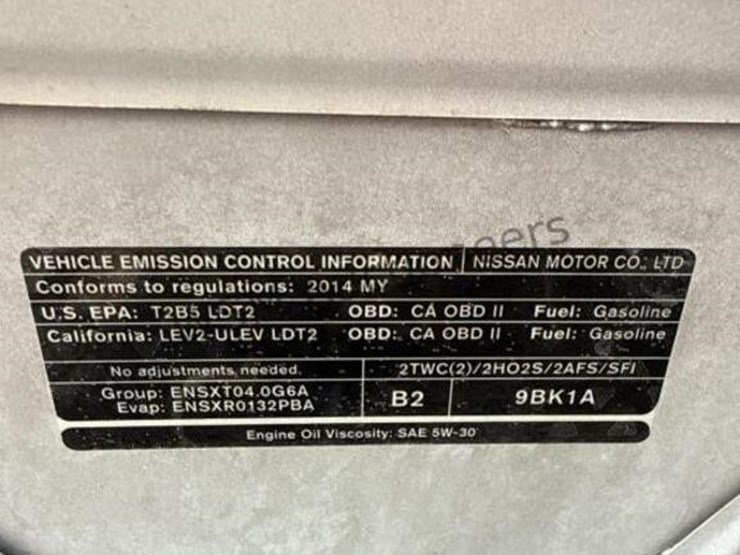 eers
VEHICLE EMISSION CONTROL INFORMATION NISSAN MOTOR CO., LTD
Conforms to regulations: 2014 MY
U.S. EPA: T2B5 LDT2 OBD: CA OBD II Fuel: Gasoline
California: LEV2-ULEV LDT2 OBD: CA OBD II Fuel: Gasoline
No adjustments needed. 2TWC(2)/2HO2S/2AFS/SFI
Group: ENSXT04.0G6A
Evap: ENSXR0132PBA
B2 9BK1A
Engine Oil Viscosity: SAE 5W-30